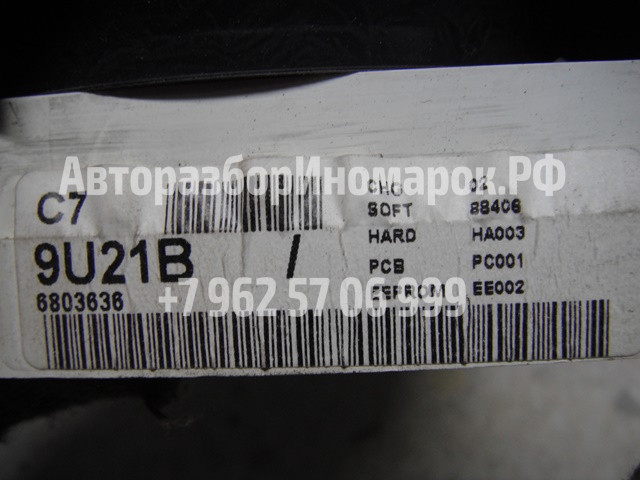 АвторазборИномарок.РФ
C7
CHG 02
SOFT 88406
9U21B /
HARD HA003
PCB PC001
6803636
+7 962 57 06 999
EEPROM EE002